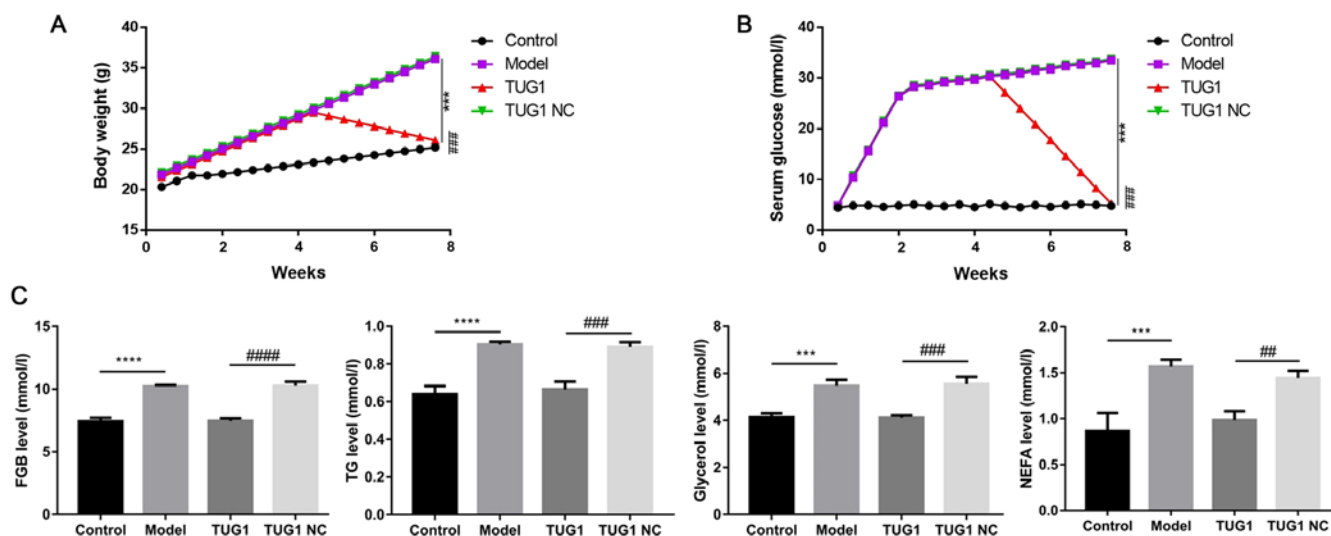 A
Body weight (g)
40
35
30
25
20
15
0
2
4
6
8
Weeks
Control
Model
TUG1
TUG1 NC
***
###
B
Serum glucose (mmol/l)
40
30
20
10
0
0
2
4
6
8
Weeks
Control
Model
TUG1
TUG1 NC
***
###
C
FGB level (mmol/l)
15
10
5
0
****
####
Control
Model
TUG1
TUG1 NC
TG level (mmol/l)
1.0
0.8
0.6
0.4
0.2
0.0
****
###
Control
Model
TUG1
TUG1 NC
Glycerol level (mmol/l)
8
6
4
2
0
***
###
Control
Model
TUG1
TUG1 NC
NEFA level (mmol/l)
2.0
1.5
1.0
0.5
0.0
***
##
Control
Model
TUG1
TUG1 NC